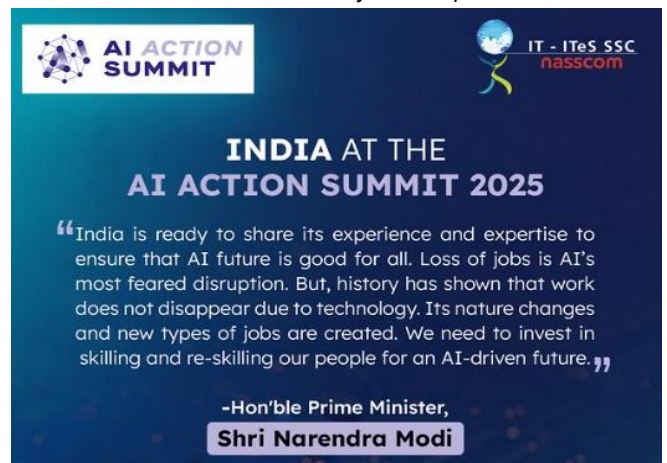 AI ACTION
SUMMIT
IT - ITeS SSC
nasscom
INDIA AT THE
AI ACTION SUMMIT 2025
“India is ready to share its experience and expertise to
ensure that AI future is good for all. Loss of jobs is AI’s
most feared disruption. But, history has shown that work
does not disappear due to technology. Its nature changes
and new types of jobs are created. We need to invest in
skilling and re-skilling our people for an AI-driven future.”
-Hon'ble Prime Minister,
Shri Narendra Modi